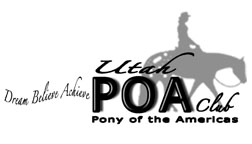 Utah
Dream Believe Achieve
POA Club
Pony of the Americas